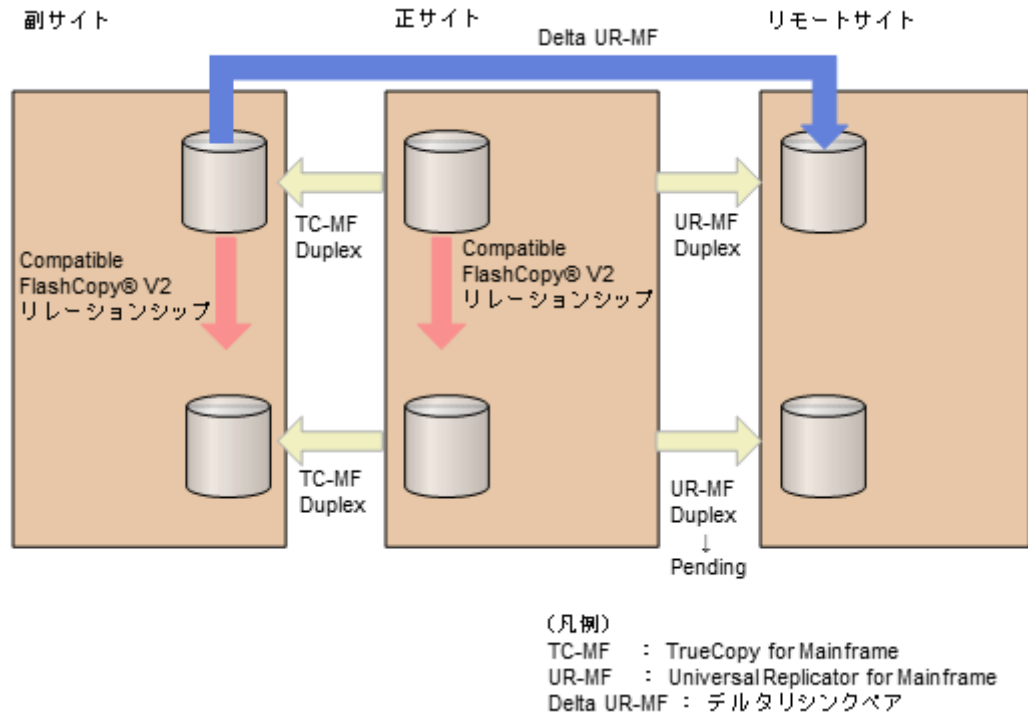 副サイト
正サイト
リモートサイト
Delta UR-MF
TC-MF
Duplex
UR-MF
Duplex
Compatible
FlashCopy® V2
リレーションシップ
Compatible
FlashCopy® V2
リレーションシップ
TC-MF
Duplex
UR-MF
Duplex
↓
Pending
(凡例)
TC-MF : TrueCopy for Mainframe
UR-MF : Universal Replicator for Mainframe
Delta UR-MF : デルタリシンクペア